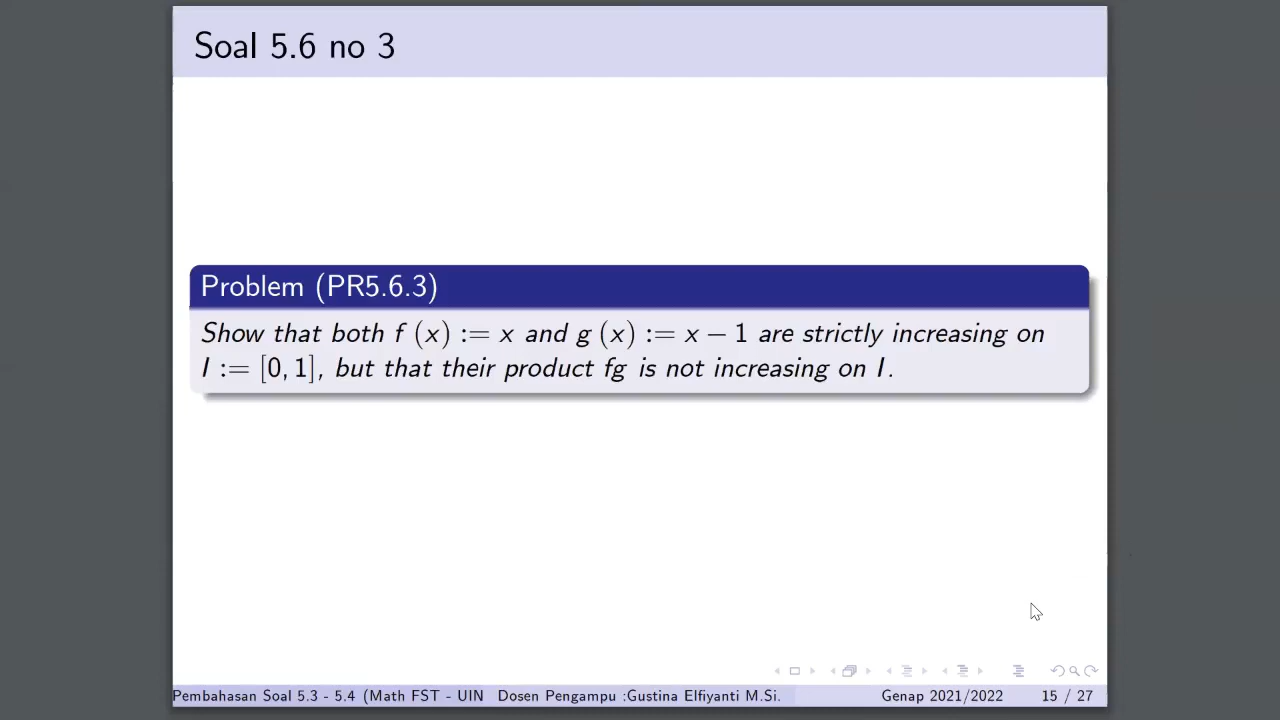 Soal 5.6 no 3
Problem (PR5.6.3)
Show that both f (x) := x and g (x) := x − 1 are strictly increasing on
I := [0, 1], but that their product fg is not increasing on I.
Pembahasan Soal 5.3 - 5.4 (Math FST - UIN Dosen Pengampu :Gustina Elfiyanti M.Si. Genap 2021/2022 15 / 27